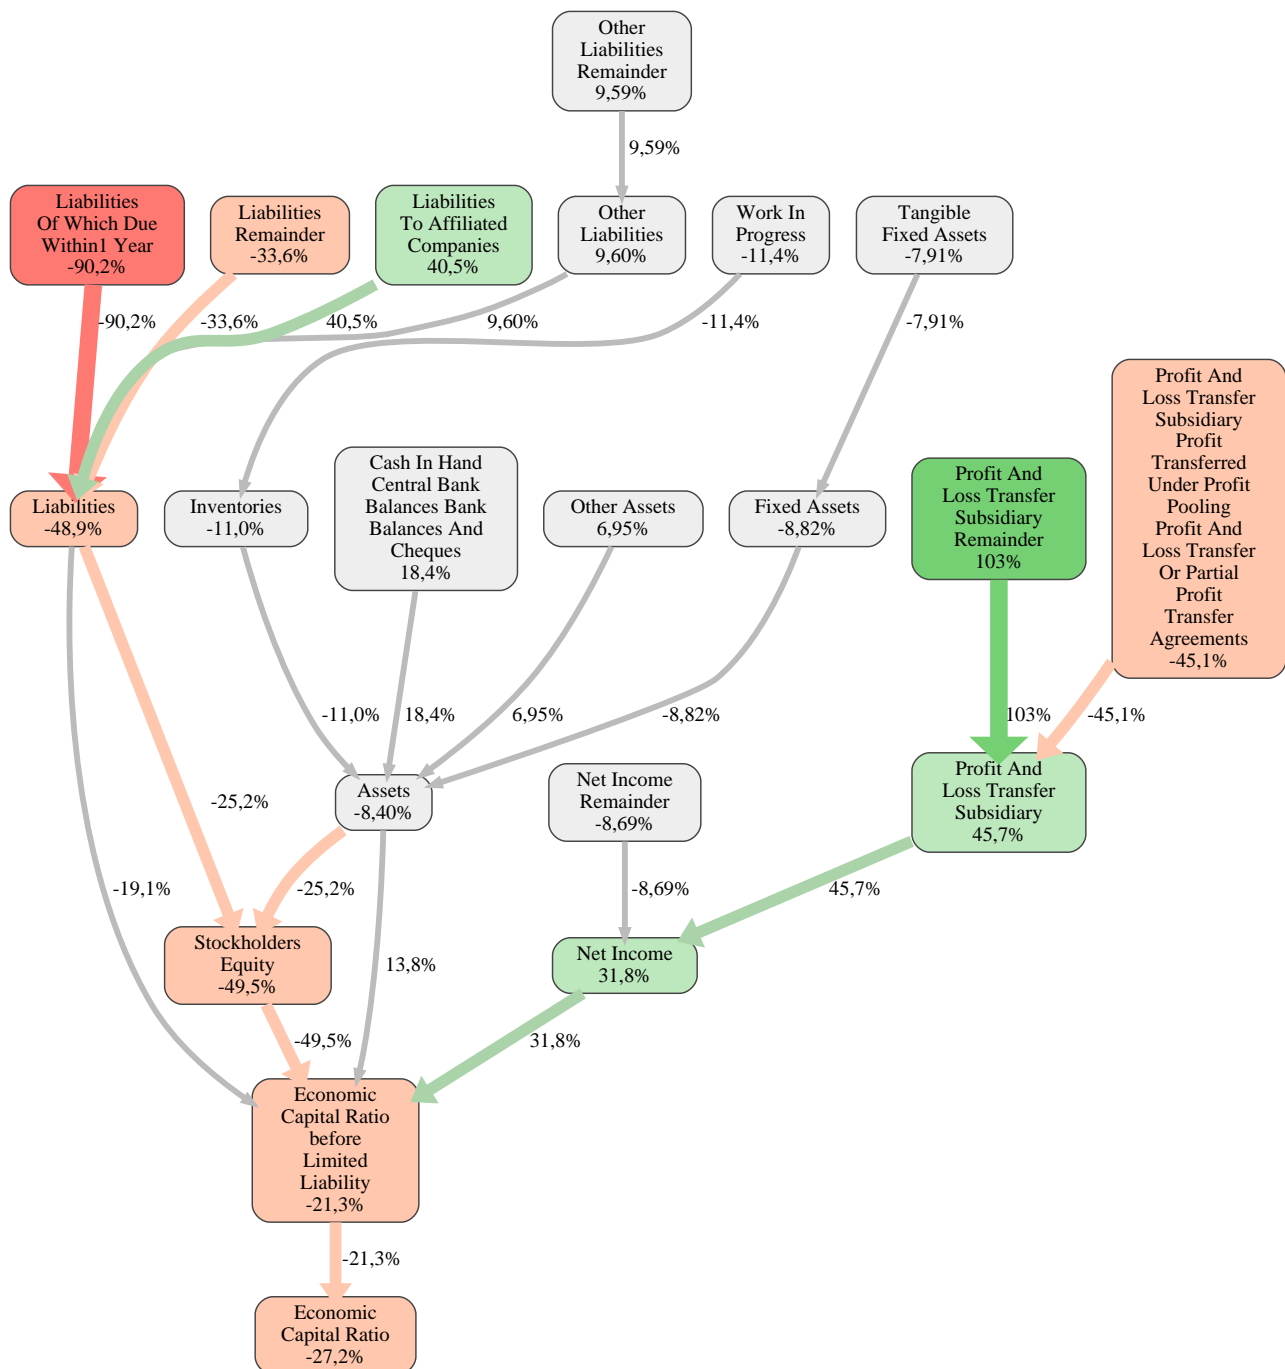 Other
Liabilities
Remainder
9,59%
9,59%
Liabilities
Of Which Due
Within1 Year
-90,2%
Liabilities
Remainder
-33,6%
Liabilities
To Affiliated
Companies
40,5%
Other
Liabilities
9,60%
Work In
Progress
-11,4%
Tangible
Fixed Assets
-7,91%
-90,2%
-33,6%
40,5%
9,60%
-11,4%
-7,91%
Profit And
Loss Transfer
Subsidiary
Profit
Transferred
Under Profit
Pooling
Profit And
Loss Transfer
Or Partial
Profit
Transfer
Agreements
-45,1%
Liabilities
-48,9%
Inventories
-11,0%
Cash In Hand
Central Bank
Balances Bank
Balances And
Cheques
18,4%
Other Assets
6,95%
Fixed Assets
-8,82%
Profit And
Loss Transfer
Subsidiary
Remainder
103%
-11,0%
18,4%
6,95%
-8,82%
103%
-45,1%
-25,2%
Assets
-8,40%
Net Income
Remainder
-8,69%
Profit And
Loss Transfer
Subsidiary
45,7%
-19,1%
-25,2%
-8,69%
45,7%
Stockholders
Equity
-49,5%
13,8%
Net Income
31,8%
-49,5%
31,8%
Economic
Capital Ratio
before
Limited
Liability
-21,3%
-21,3%
Economic
Capital Ratio
-27,2%